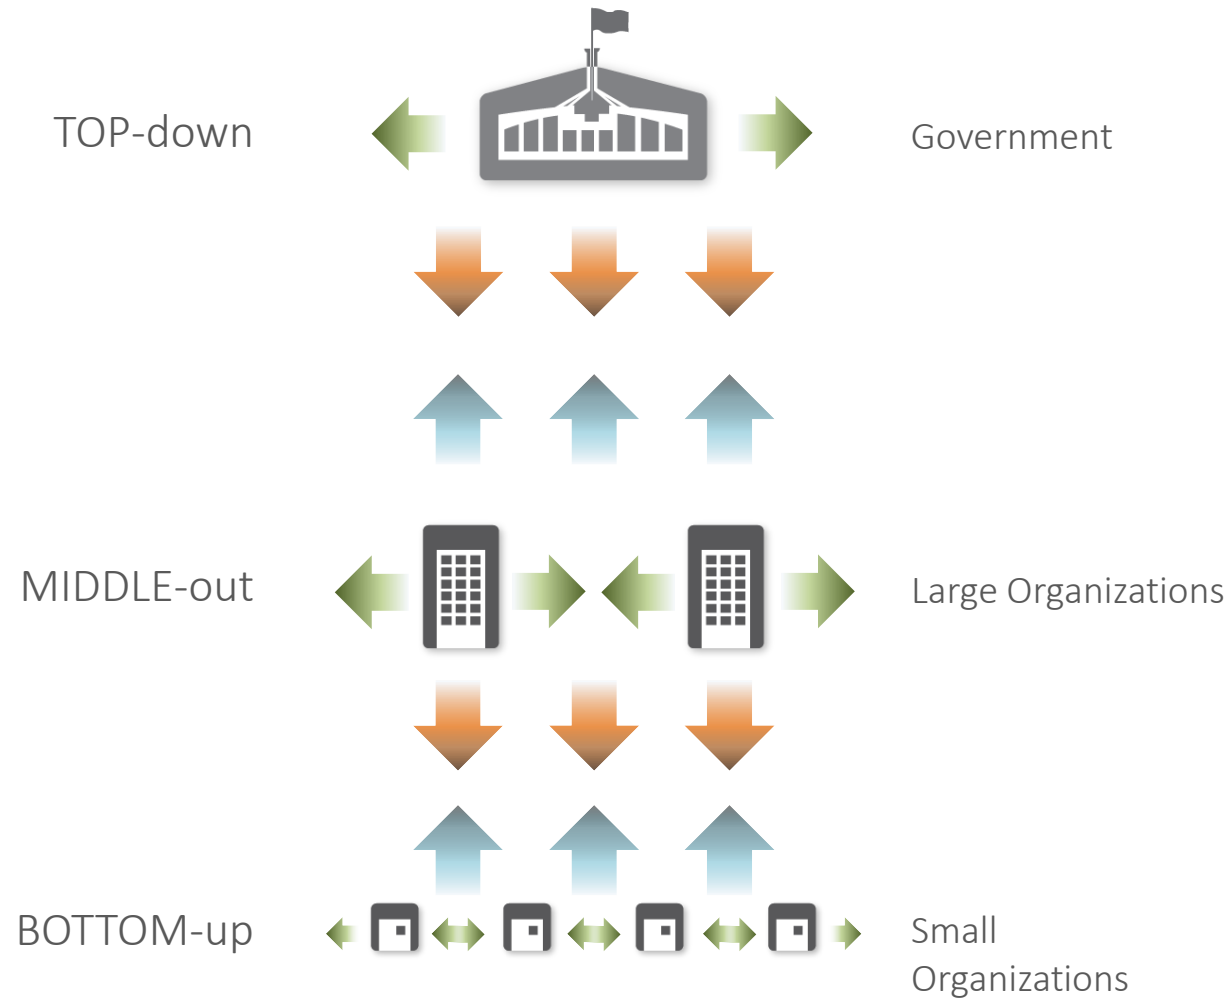 TOP-down
Government
MIDDLE-out
Large Organizations
BOTTOM-up
Small
Organizations